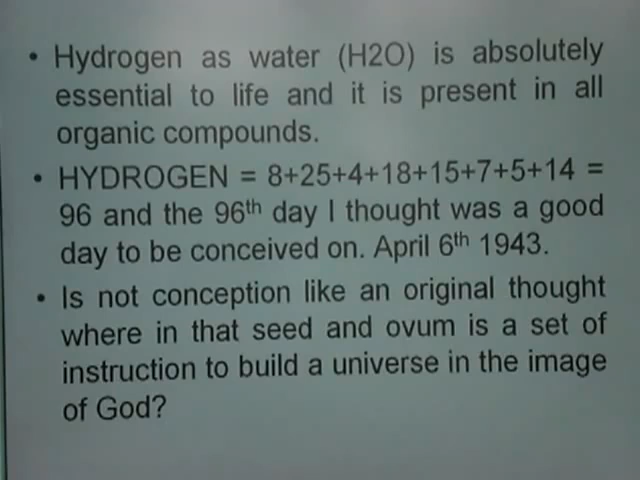 • Hydrogen as water (H2O) is absolutely
essential to life and it is present in all
organic compounds.
• HYDROGEN = 8+25+4+18+15+7+5+14 =
96 and the 96th day I thought was a good
day to be conceived on. April 6th 1943.
• Is not conception like an original thought
where in that seed and ovum is a set of
instruction to build a universe in the image
of God?